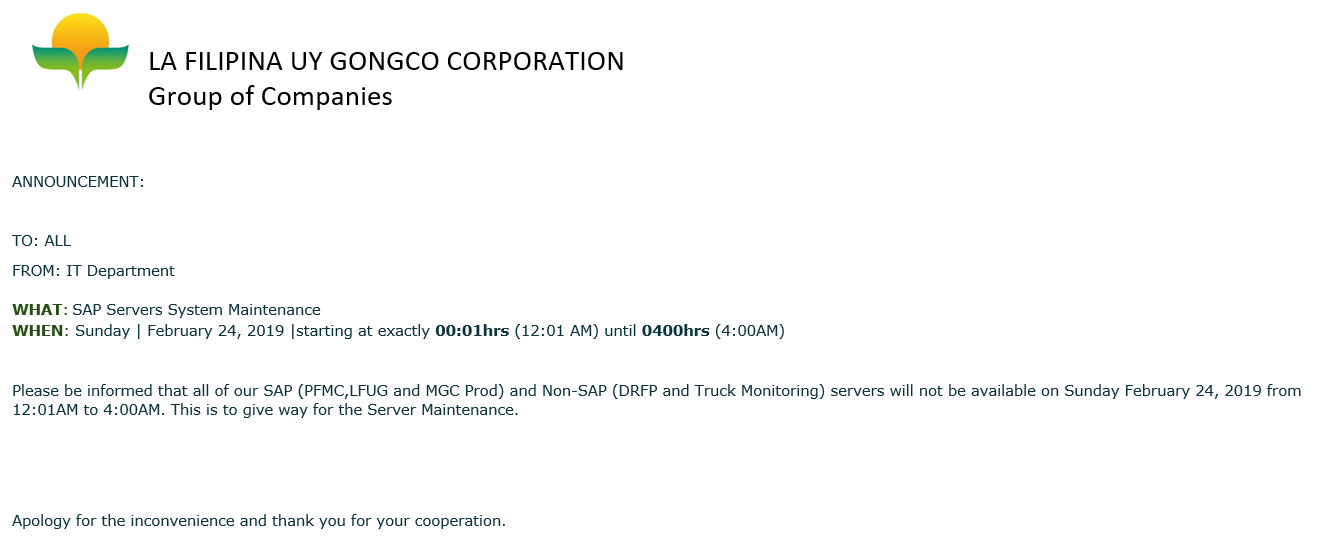 LA FILIPINA UY GONGCO CORPORATION
Group of Companies
ANNOUNCEMENT:
TO: ALL
FROM: IT Department
WHAT: SAP Servers System Maintenance
WHEN: Sunday | February 24, 2019 |starting at exactly 00:01hrs (12:01 AM) until 0400hrs (4:00AM)
Please be informed that all of our SAP (PFMC,LFUG and MGC Prod) and Non-SAP (DRFP and Truck Monitoring) servers will not be available on Sunday February 24, 2019 from
12:01AM to 4:00AM. This is to give way for the Server Maintenance.
Apology for the inconvenience and thank you for your cooperation.